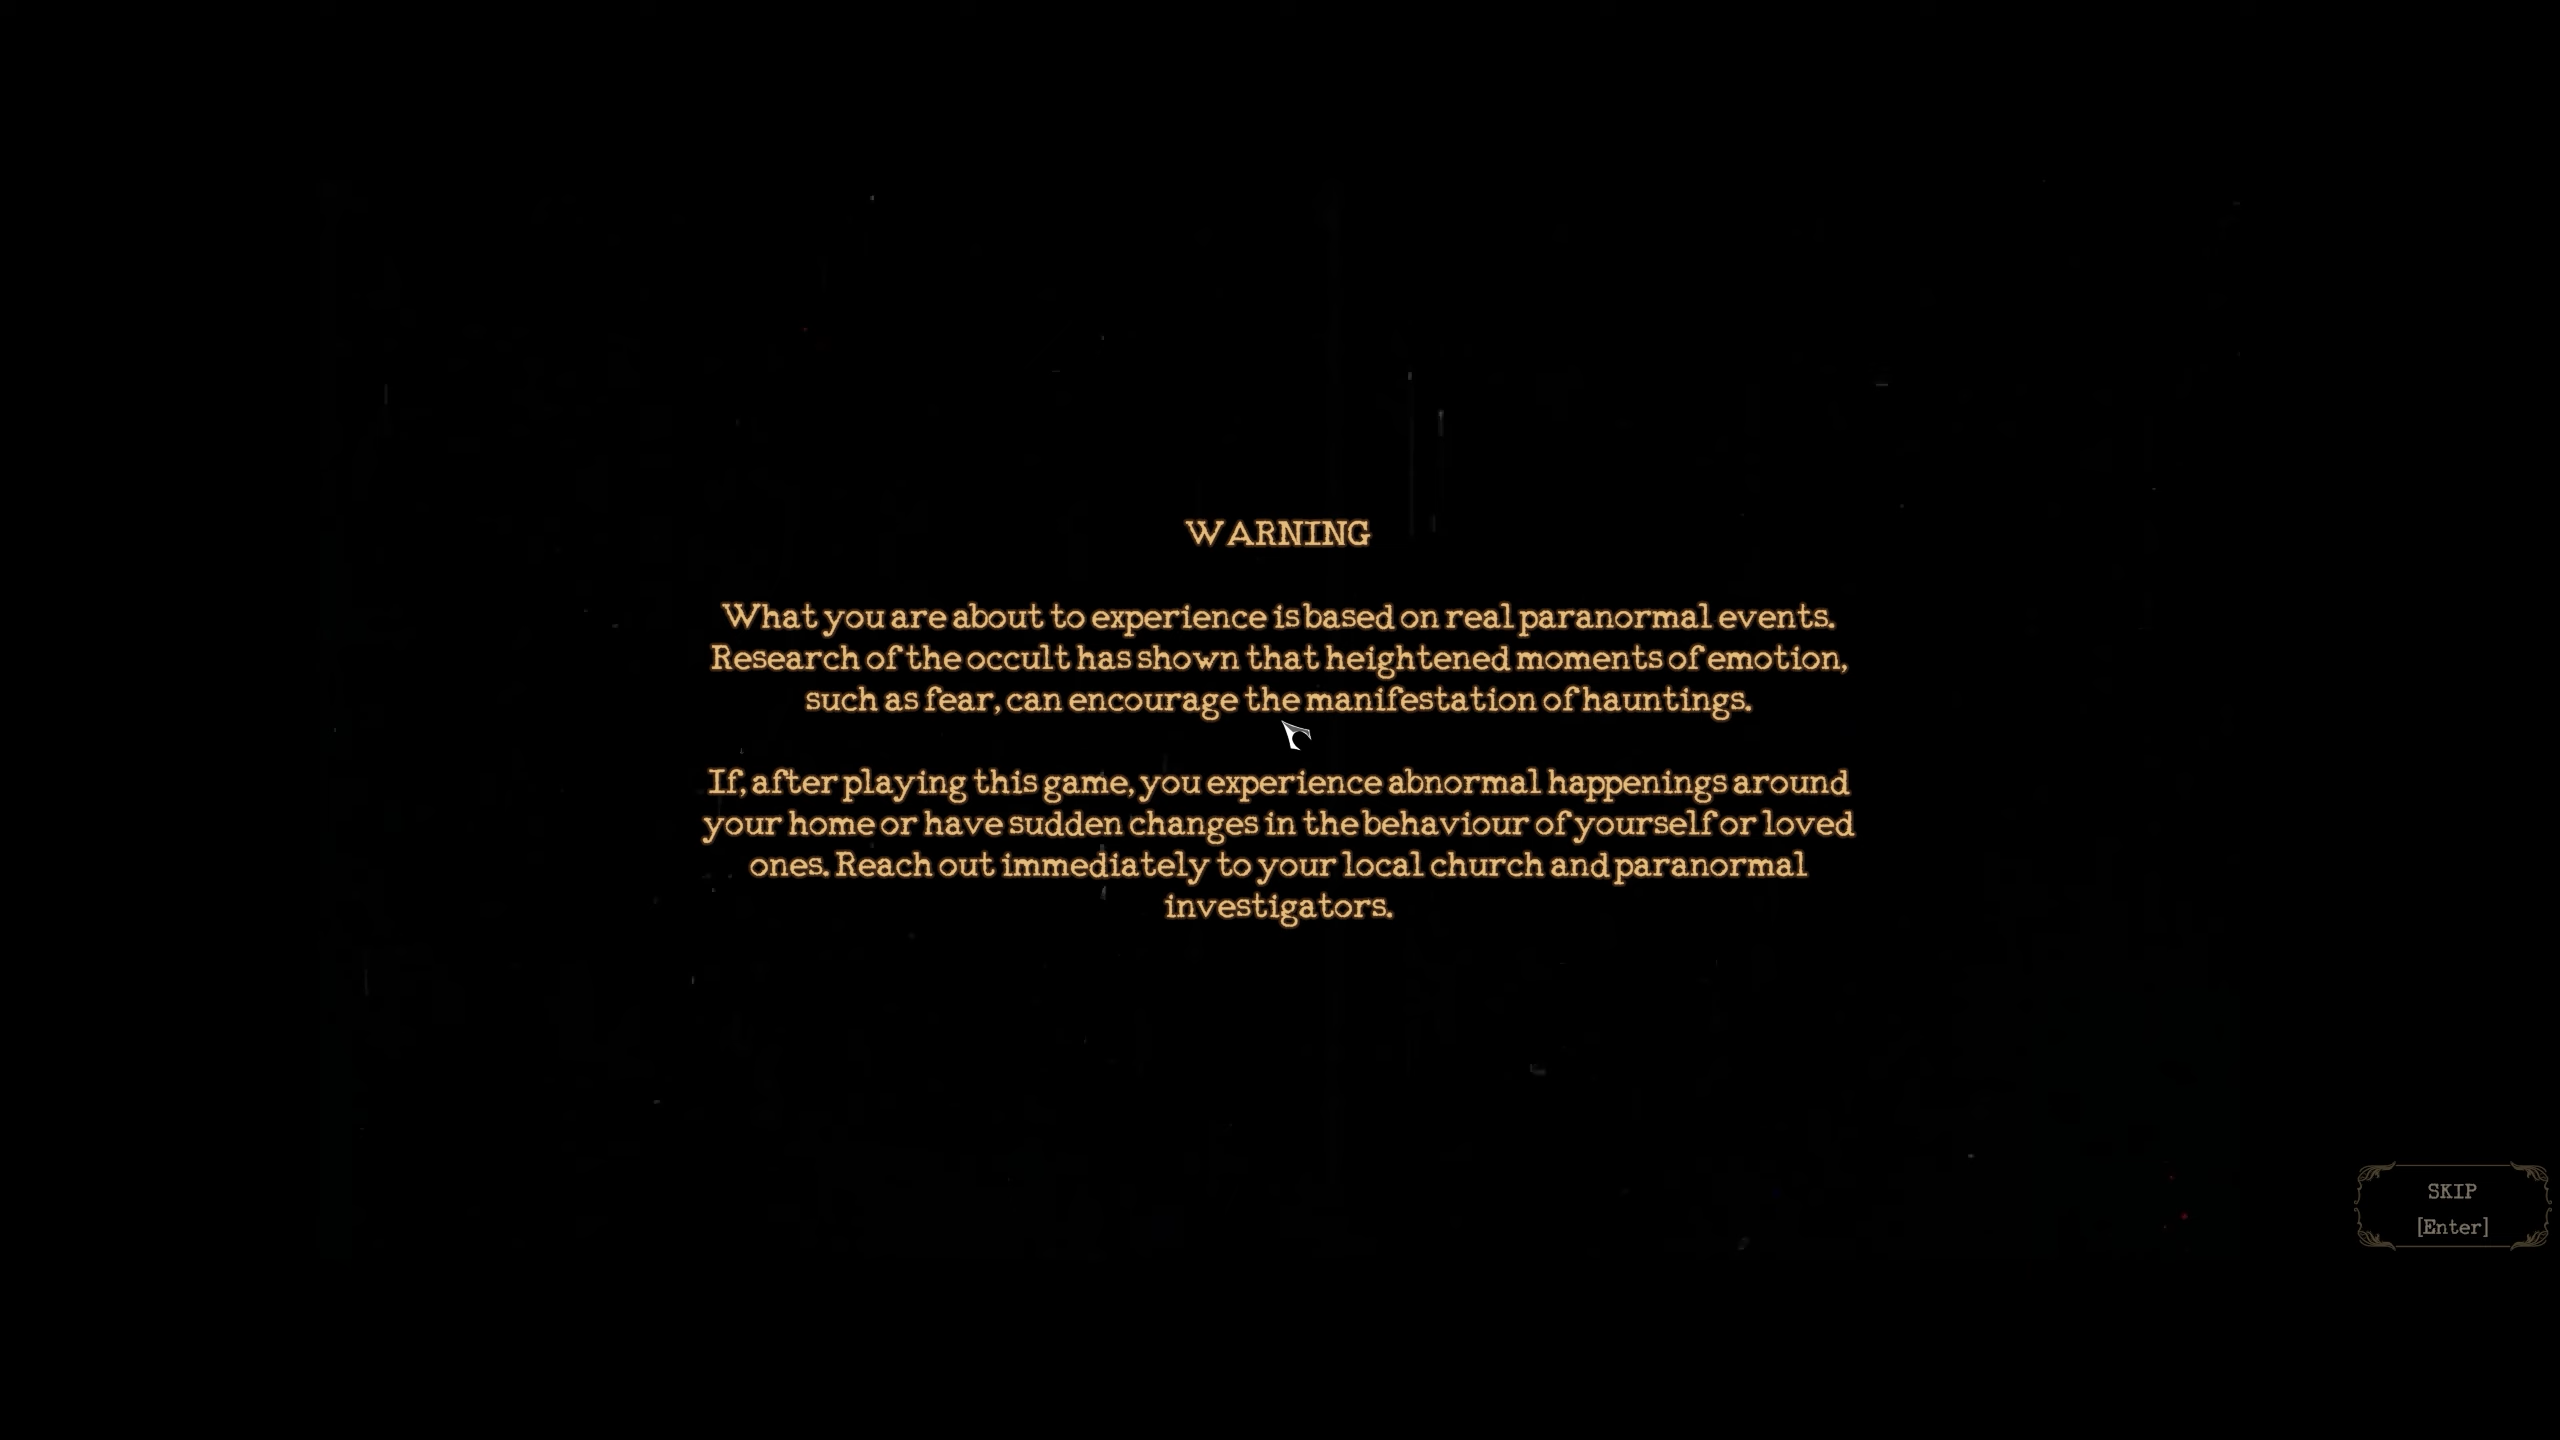 WARNING
What you are about to experience is based on real paranormal events.
Research of the occult has shown that heightened moments of emotion,
such as fear, can encourage the manifestation of hauntings.
If, after playing this game, you experience abnormal happenings around
your home or have sudden changes in the behaviour of yourself or loved
ones. Reach out immediately to your local church and paranormal
investigators.
SKIP
[Enter]